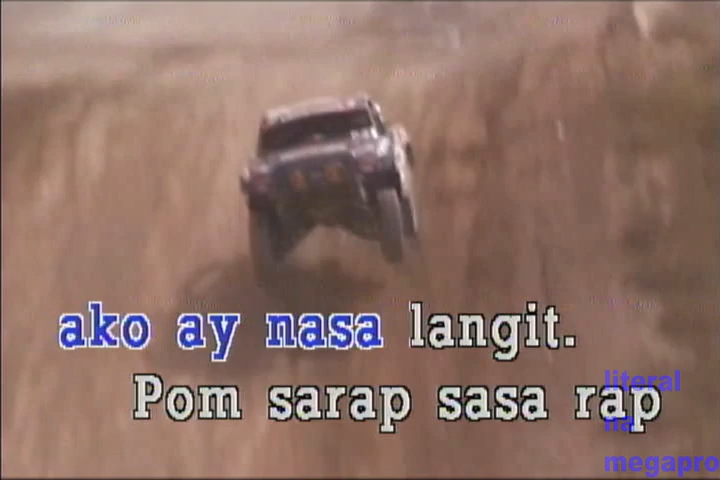 ako ay nasa langit.
Pom sarap sasa rap
literal
na
megapro